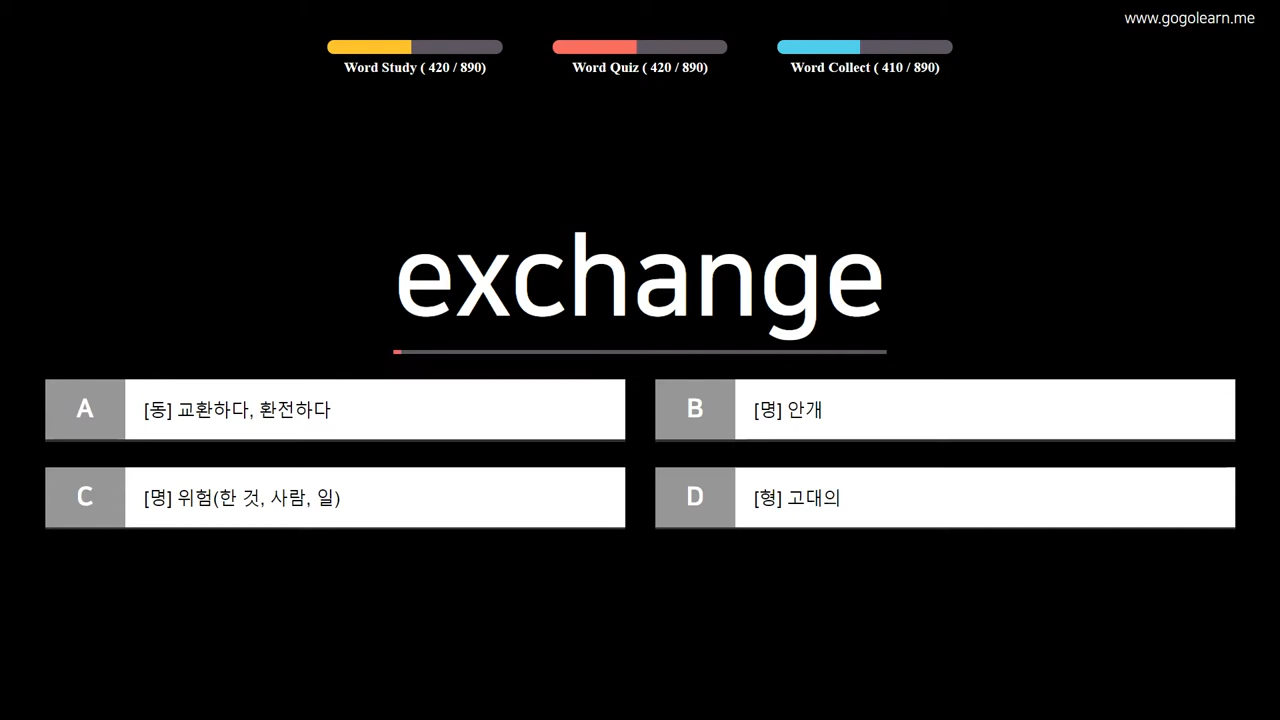 www.gogolearn.me
Word Study ( 420 / 890)
Word Quiz ( 420 / 890)
Word Collect ( 410 / 890)
exchange
A
[동] 교환하다, 환전하다
B
[명] 안개
C
[명] 위험(한 것, 사람, 일)
D
[형] 고대의